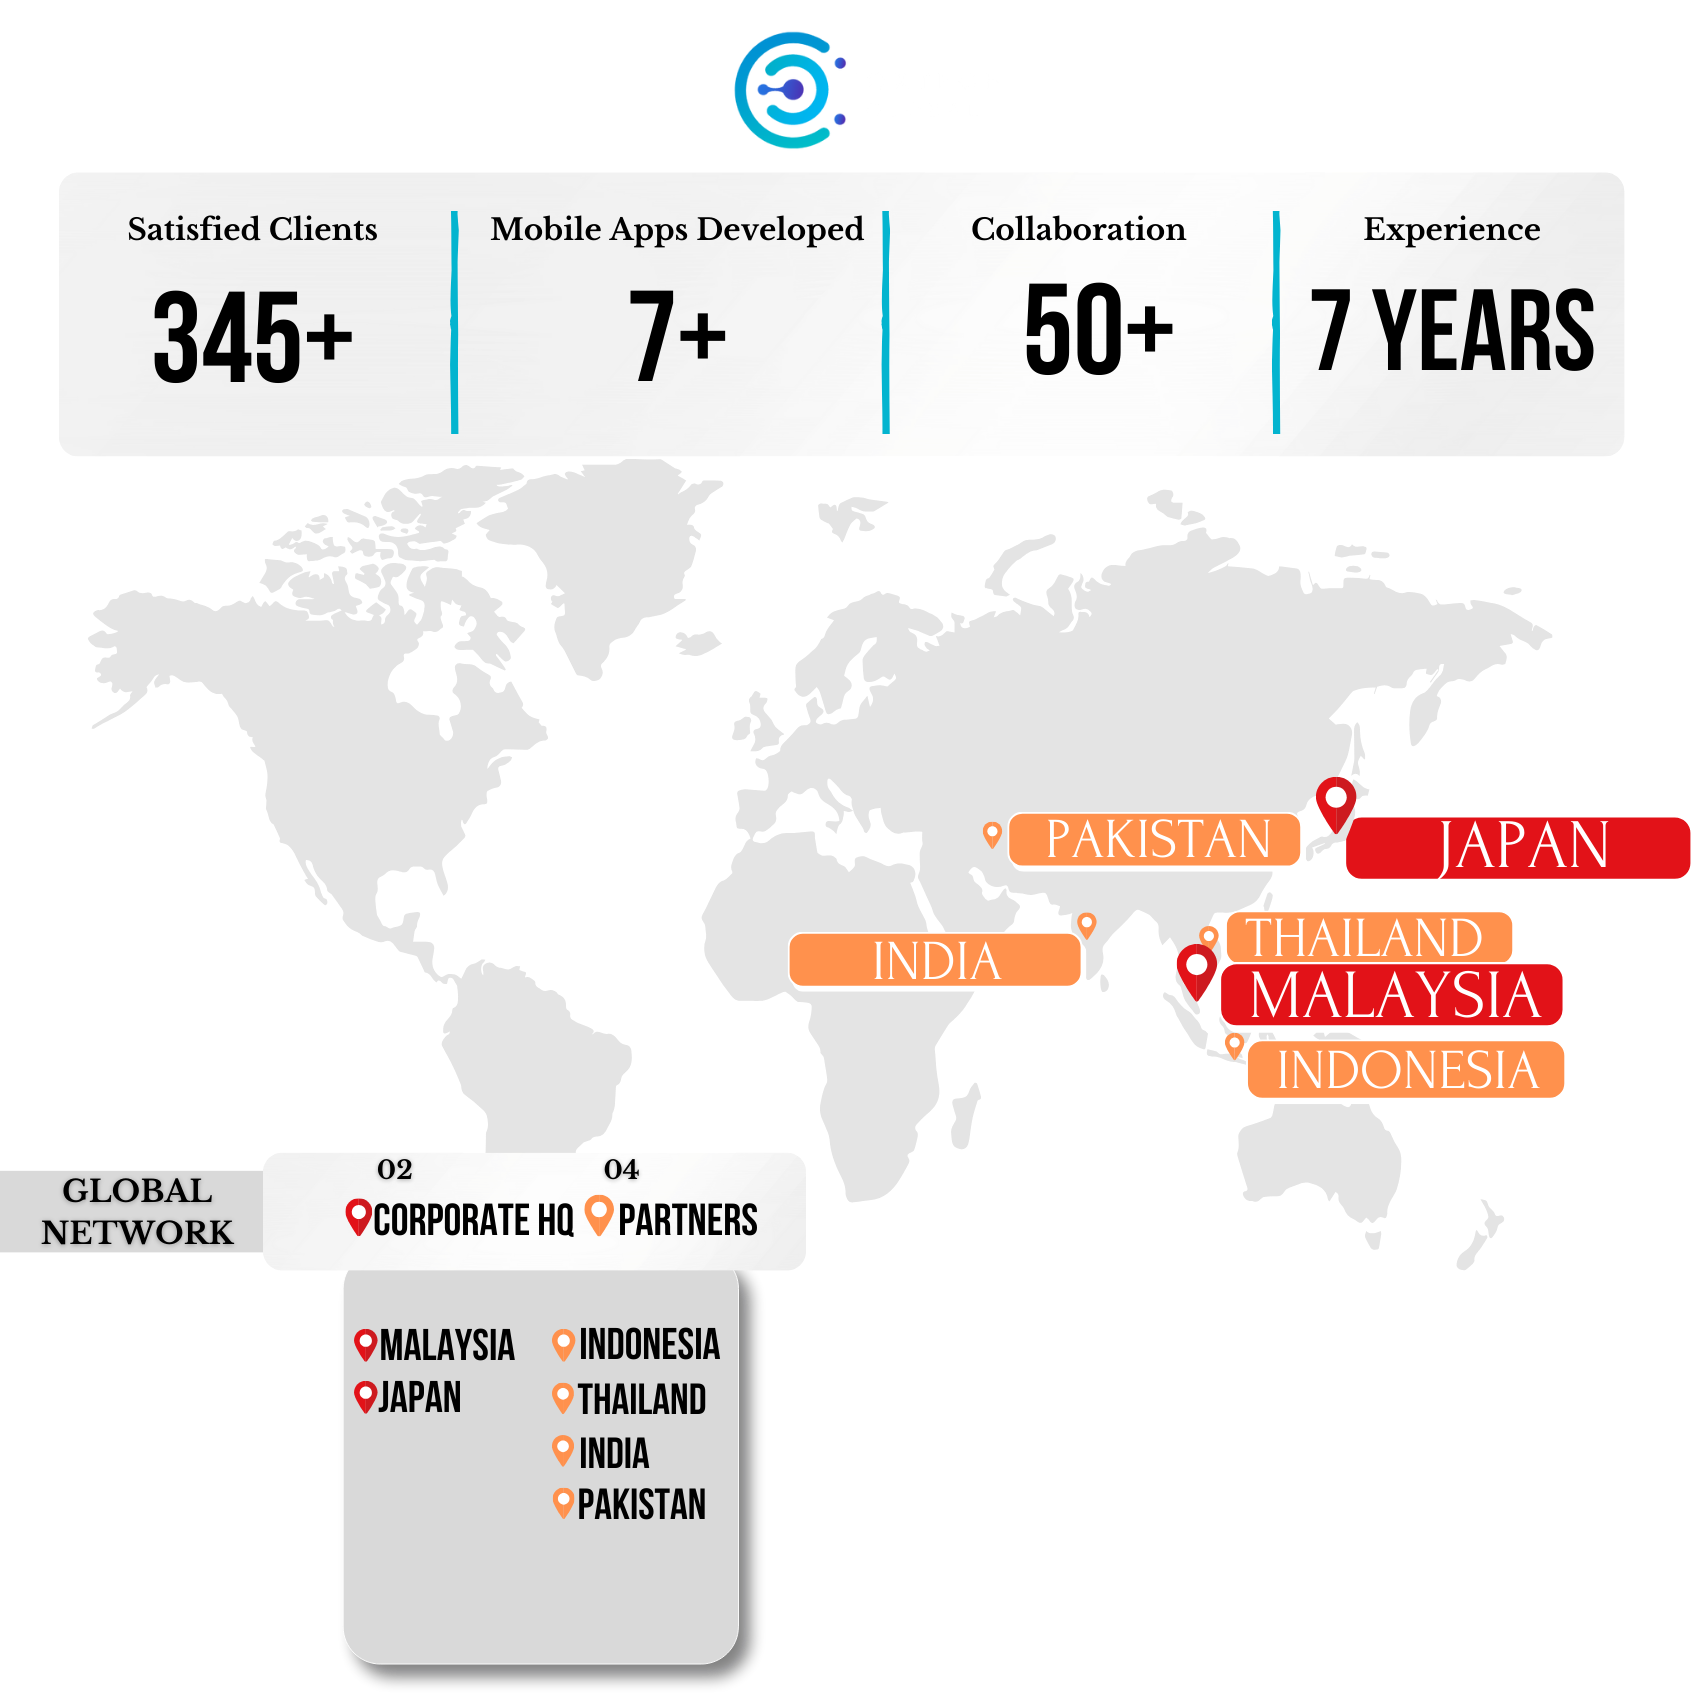 Satisfied Clients
345+
Mobile Apps Developed
7+
Collaboration
50+
Experience
7 YEARS
PAKISTAN
JAPAN
INDIA
THAILAND
MALAYSIA
INDONESIA
GLOBAL
NETWORK
02
CORPORATE HQ
04
PARTNERS
MALAYSIA
JAPAN
INDONESIA
THAILAND
INDIA
PAKISTAN